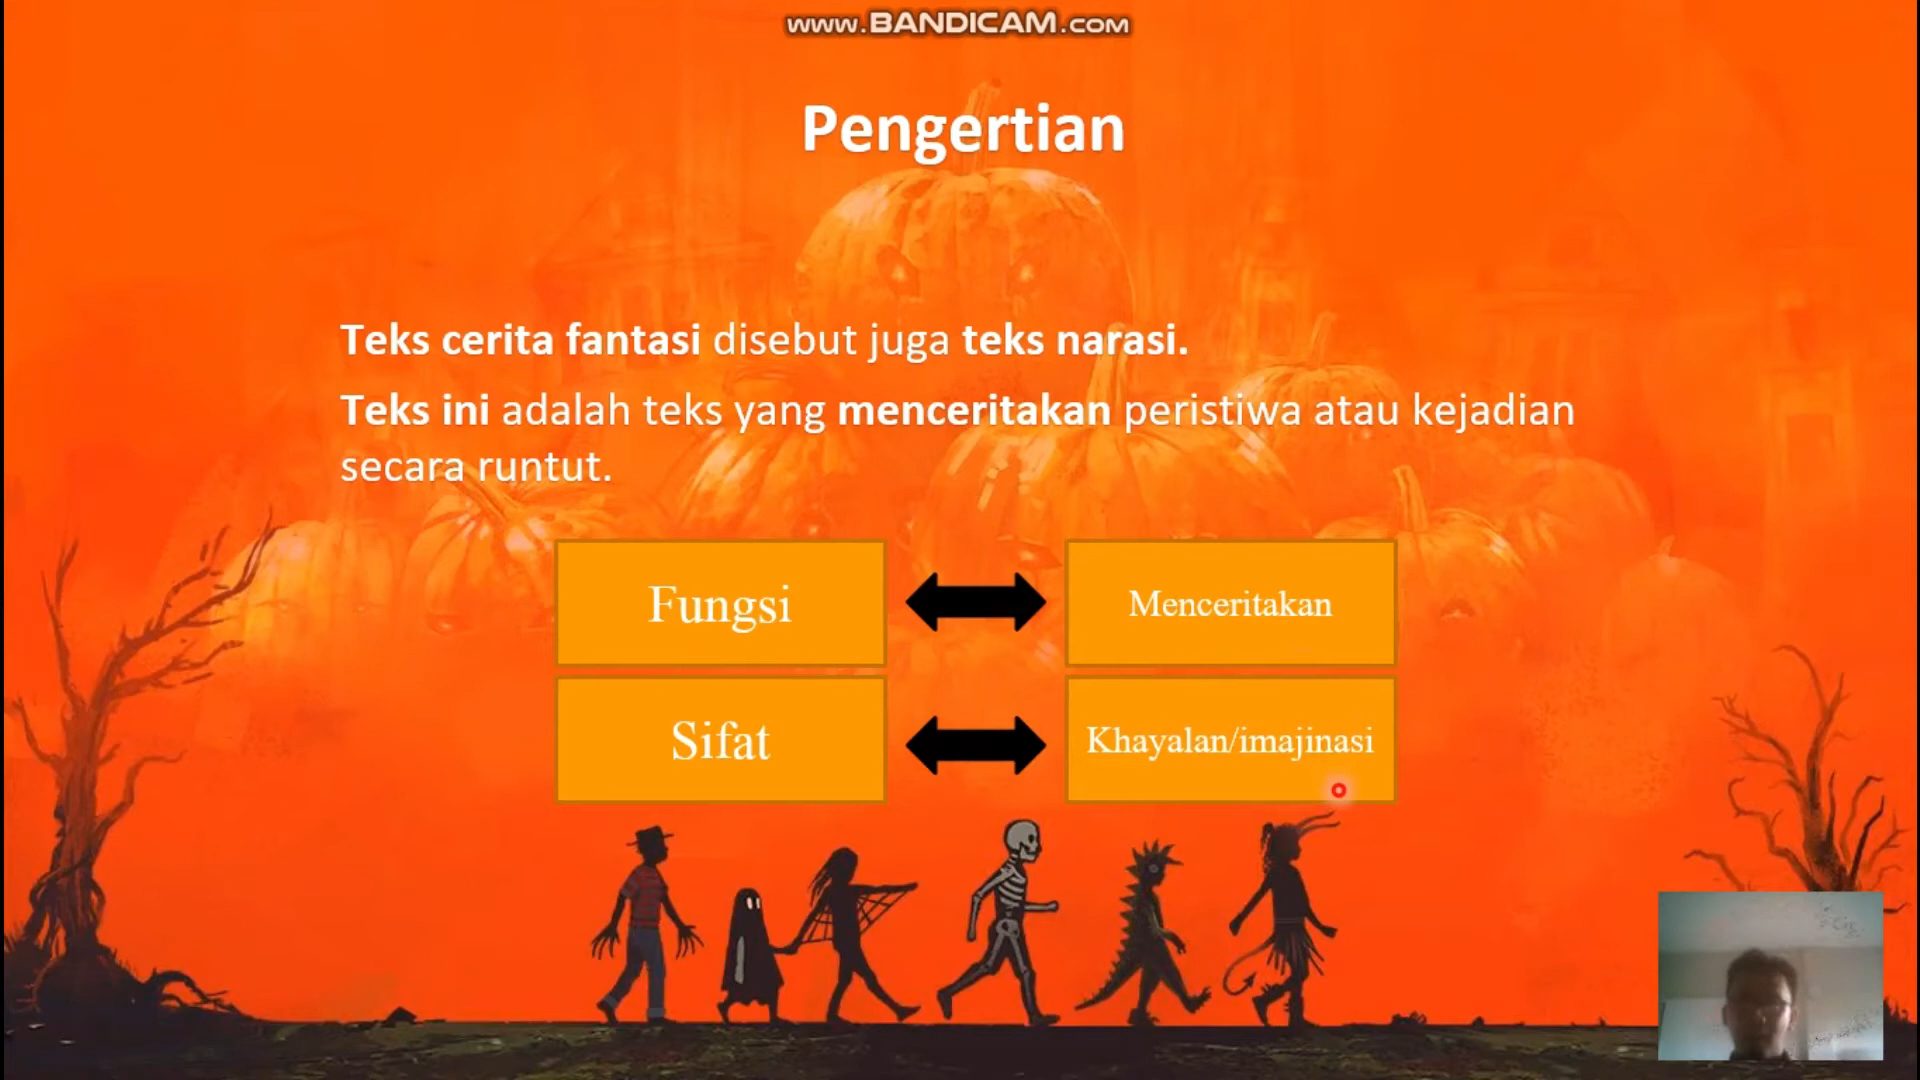 www.BANDICAM.COM
Pengertian
Teks cerita fantasi disebut juga teks narasi.
Teks ini adalah teks yang menceritakan peristiwa atau kejadian
secara runtut.
Fungsi
Menceritakan
Sifat
Khayalan/imajinasi